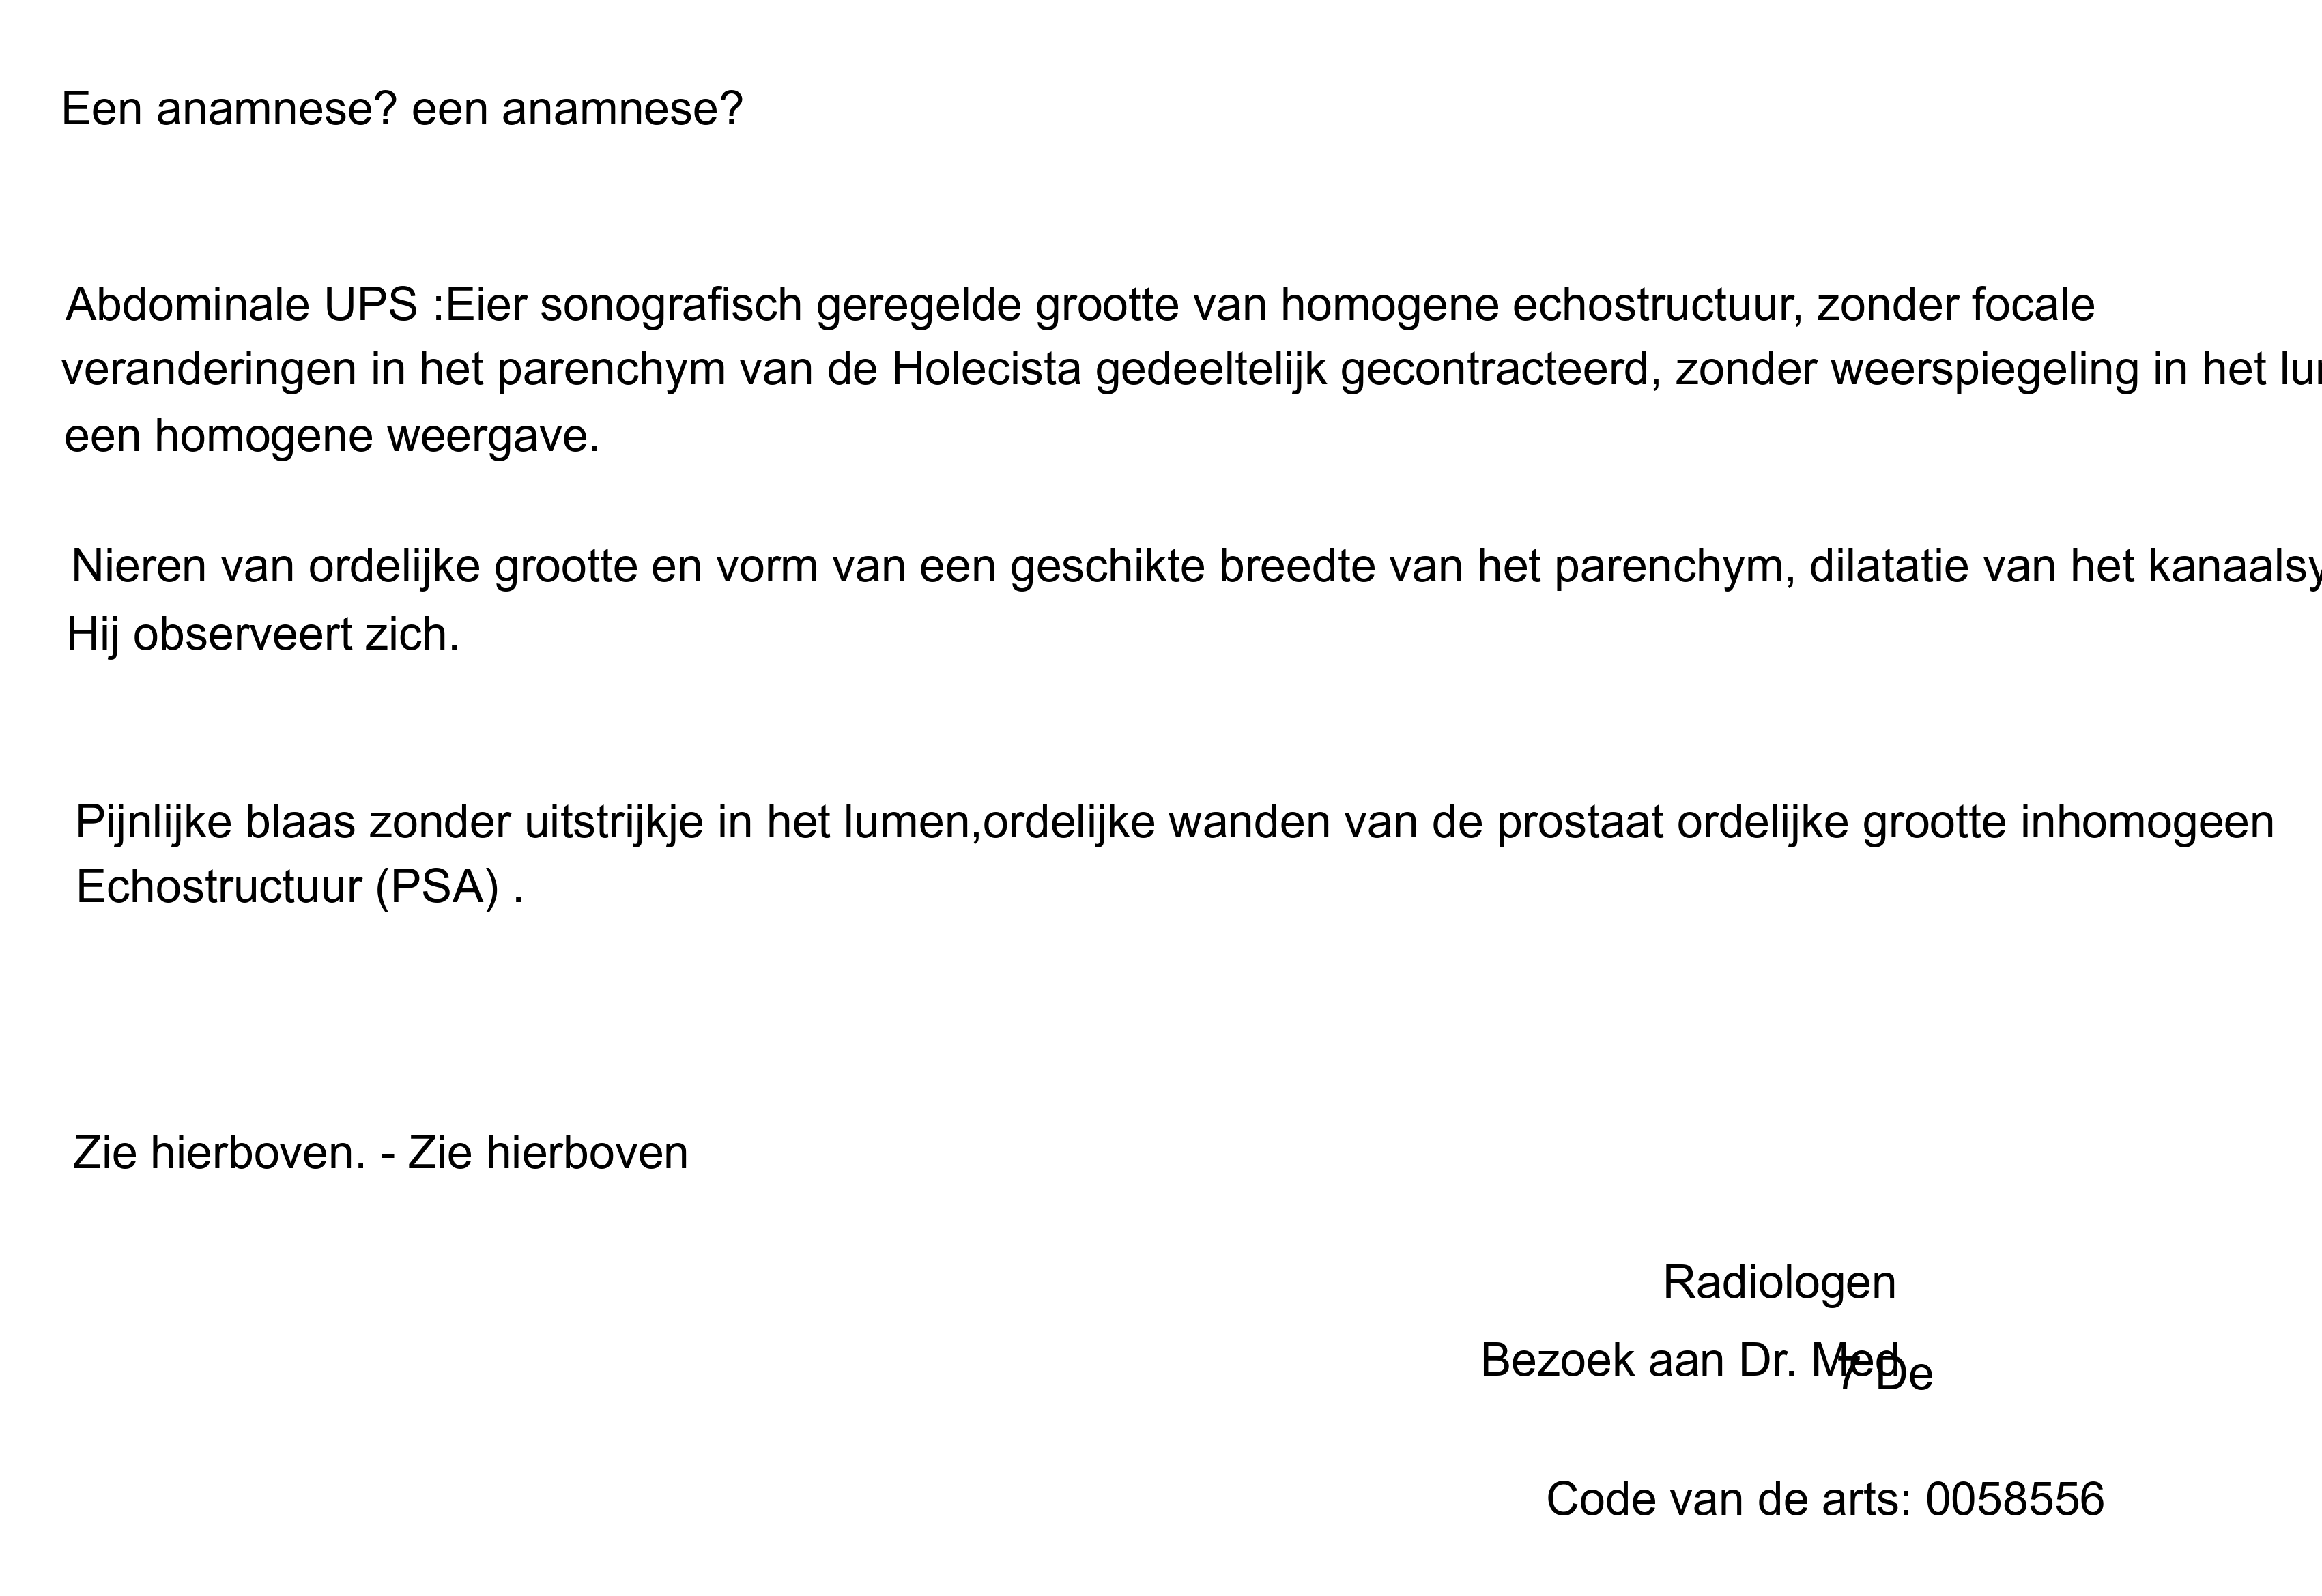 Een anamnese? een anamnese?
Abdominale UPS :Eier sonografisch geregelde grootte van homogene echostructuur, zonder focale
veranderingen in het parenchym van de Holecista gedeeltelijk gecontracteerd, zonder weerspiegeling in het
een homogene weergave.
Nieren van ordelijke grootte en vorm van een geschikte breedte van het parenchym, dilatatie van het
Hij observeert zich.
Pijnlijke blaas zonder uitstrijkje in het lumen,ordelijke wanden van de prostaat ordelijke grootte inhomogeen
Echostructuur (PSA) .
Zie hierboven. - Zie hierboven
Radiologen
Bezoek aan Dr. Med
7 De
Code van de arts: 0058556